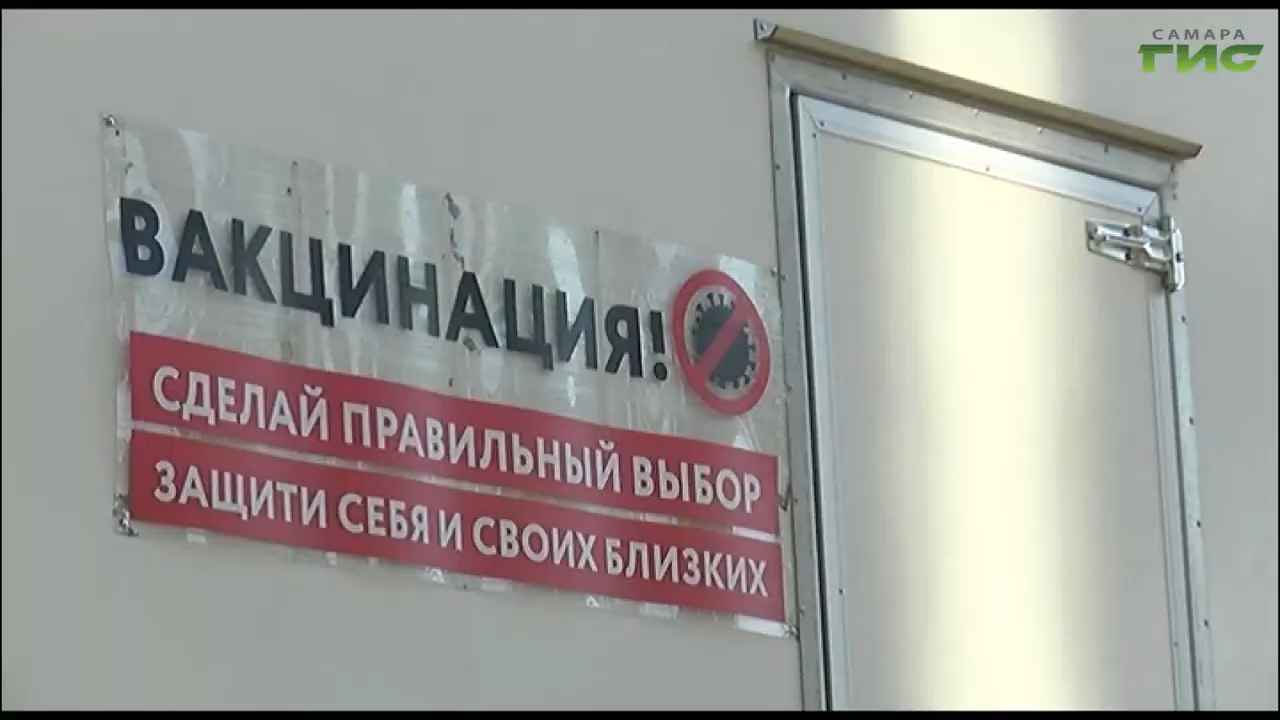 САМАРА
ГИС
ВАКЦИНАЦИЯ!
СДЕЛАЙ ПРАВИЛЬНЫЙ ВЫБОР
ЗАЩИТИ СЕБЯ И СВОИХ БЛИЗКИХ